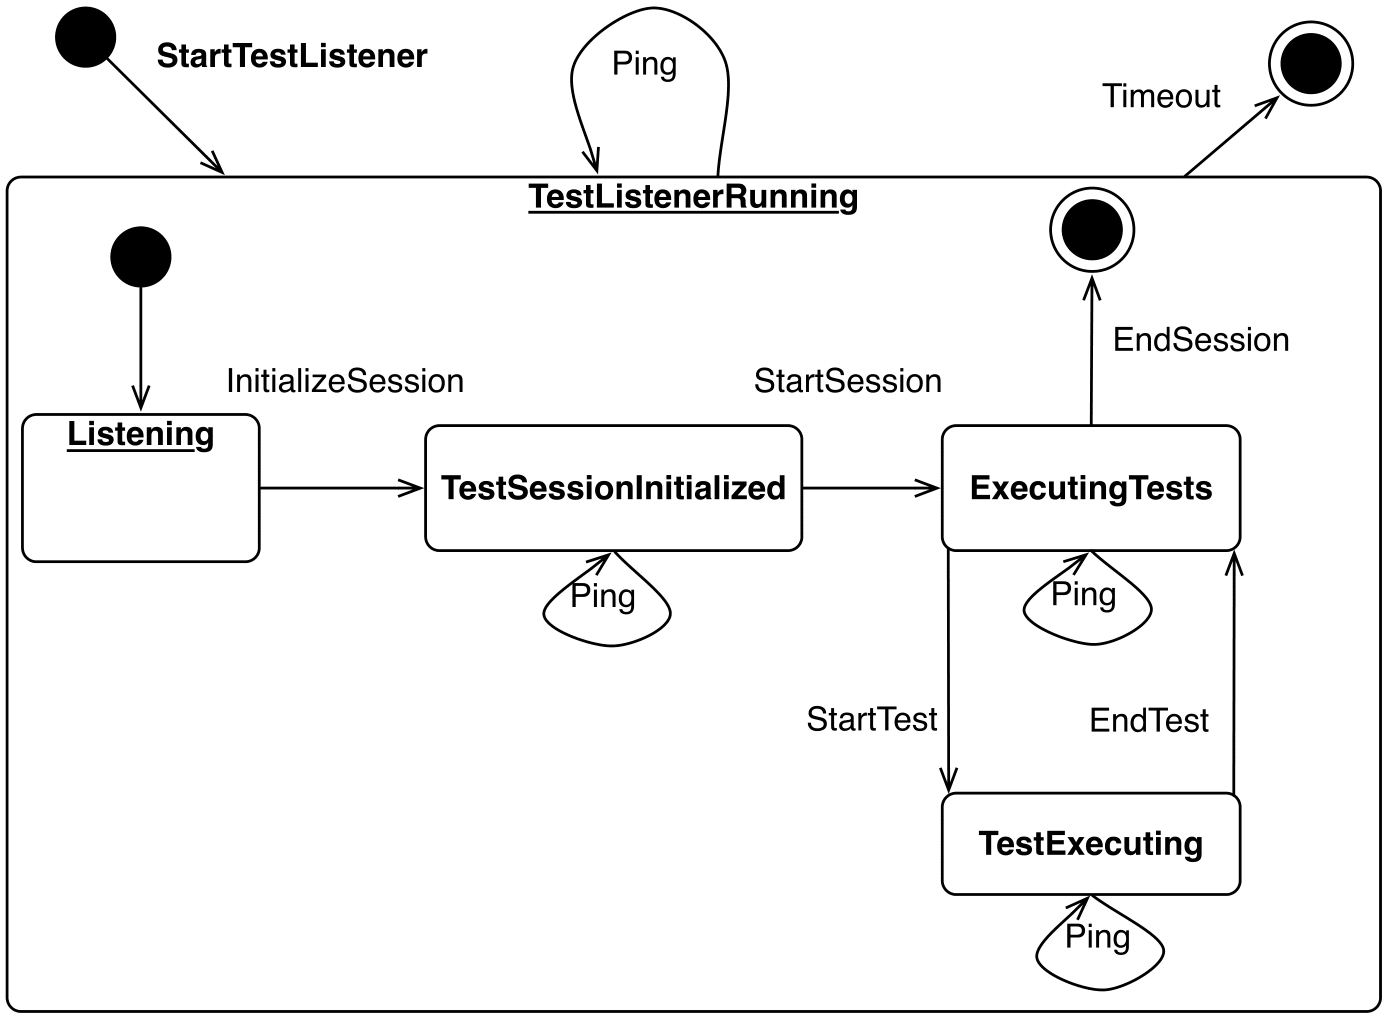 StartTestListener
Ping
Timeout
TestListenerRunning
EndSession
InitializeSession
StartSession
Listening
TestSessionInitialized
ExecutingTests
Ping
Ping
StartTest
EndTest
TestExecuting
Ping